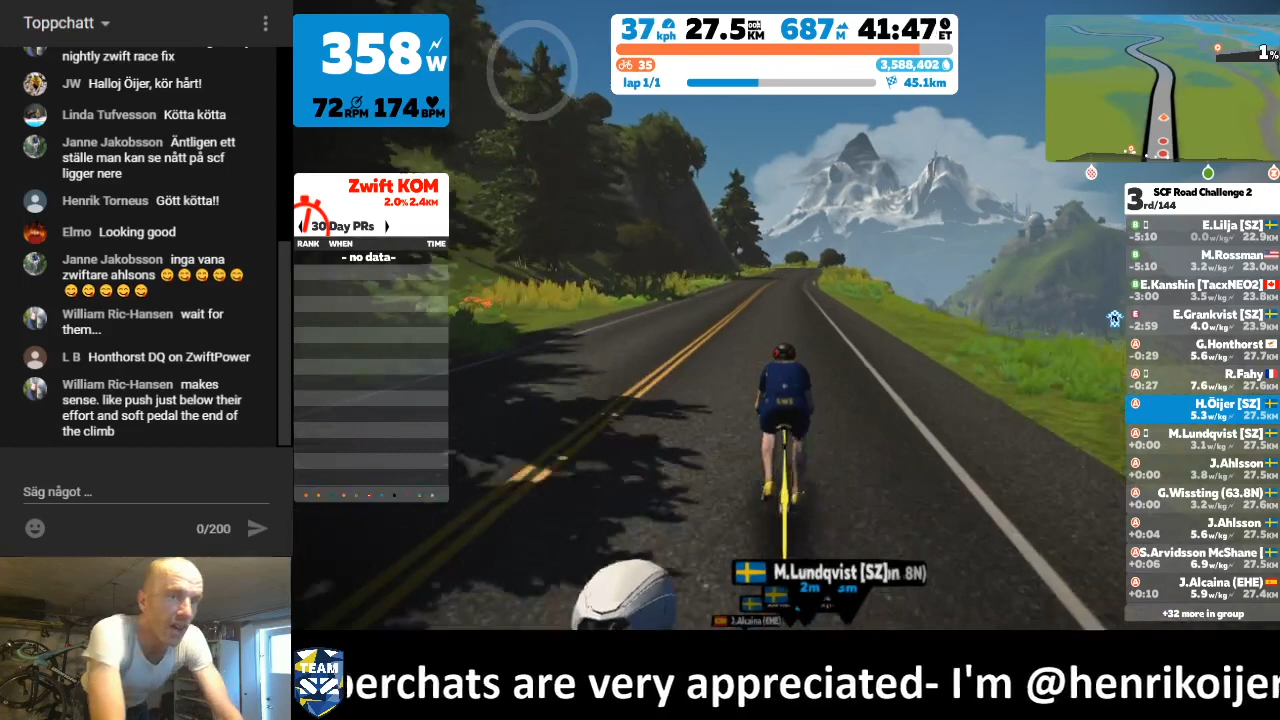 Toppchatt
nightly zwift race fix
JW Halloj Öijer, kör hårt!
Linda Tufvesson Kötta kötta
Janne Jakobsson Äntligen ett
ställe man kan se nått på scf
ligger nere
Henrik Torneus Gött kötta!!
Elmo Looking good
Janne Jakobsson inga vana
zwiftare ahlsons 😋 😋 😋 😋 😋
😋 😋 😋 😋 😋
William Ric-Hansen wait for
them...
L B Honthorst DQ on ZwiftPower
William Ric-Hansen makes
sense. like push just below their
effort and soft pedal the end of
the climb
Säg något ...
0/200
358W
72RPM 174BPM
Zwift KOM
2.0% 2.4KM
30 Day PRs
RANK WHEN TIME
- no data-
37 kph 27.5 KM 687 M 41:47 ET
35 3,588,402
lap 1/1 45.1km
1%
3rd/144 SCF Road Challenge 2
B E.Lilja [SZ]
-5:10 0.0w/kg 22.9KM
B M.Rossman
-5:10 3.2w/kg 23.0KM
B E.Kanshin [TacxNEO2]
-3:00 3.5w/kg 23.8KM
E E.Grankvist [SZ]
-2:59 4.0w/kg 23.9KM
A G.Honthorst
-0:29 5.6w/kg 27.7KM
A R.Fahy
-0:27 7.6w/kg 27.6KM
A H.Öijer [SZ]
5.3w/kg 27.5KM
A M.Lundqvist [SZ]
+0:00 3.1w/kg 27.5KM
A J.Ahlsson
+0:00 3.8w/kg 27.5KM
A G.Wissting (63.8N)
+0:00 3.2w/kg 27.6KM
A J.Ahlsson
+0:04 5.6w/kg 27.5KM
A S.Arvidsson McShane [
+0:06 6.9w/kg 27.5KM
A J.Alcaina (EHE)
+0:10 5.9w/kg 27.4KM
+32 more in group
M.Lundqvist [SZ]
2m 3m
J.Alcaina (EHE)
TEAM SZ
perchats are very appreciated- I'm @henrikoijer